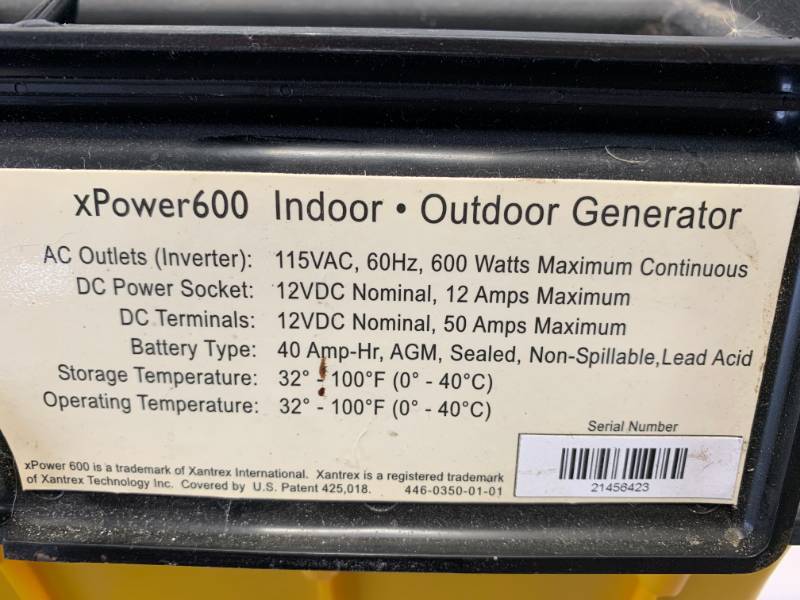 xPower600 Indoor • Outdoor Generator
AC Outlets (Inverter): 115VAC, 60Hz, 600 Watts Maximum Continuous
DC Power Socket: 12VDC Nominal, 12 Amps Maximum
DC Terminals: 12VDC Nominal, 50 Amps Maximum
Battery Type: 40 Amp-Hr, AGM, Sealed, Non-Spillable,Lead Acid
Storage Temperature: 32° - 100°F (0° - 40°C)
Operating Temperature: 32° - 100°F (0° - 40°C)
Serial Number
21456423
xPower 600 is a trademark of Xantrex International. Xantrex is a registered trademark
of Xantrex Technology Inc. Covered by U.S. Patent 425,018. 446-0350-01-01